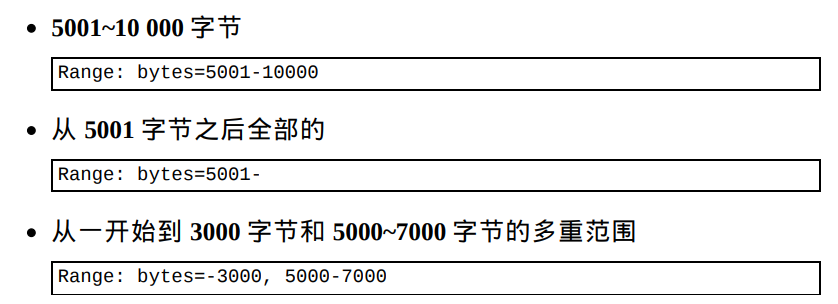 5001~10 000 字节
Range: bytes=5001-10000
从 5001 字节之后全部的
Range: bytes=5001-
从一开始到 3000 字节和 5000~7000 字节的多重范围
Range: bytes=-3000, 5000-7000